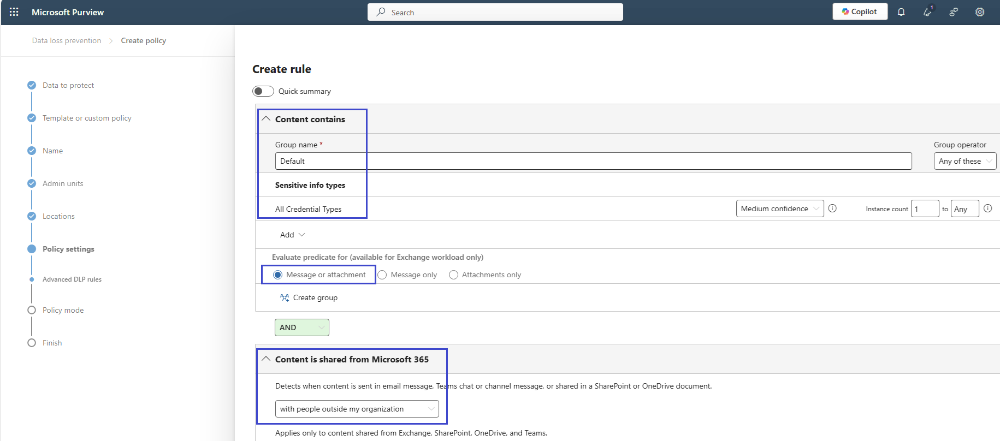 Microsoft Purview
Search
Copilot
1
Data loss prevention > Create policy
Data to protect
Template or custom policy
Name
Admin units
Locations
Policy settings
Advanced DLP rules
Policy mode
Finish
Create rule
Quick summary
Content contains
Group name *
Group operator
Default
Any of these
Sensitive info types
All Credential Types
Medium confidence
Instance count 1 to Any
Add
Evaluate predicate for (available for Exchange workload only)
Message or attachment Message only Attachments only
Create group
AND
Content is shared from Microsoft 365
Detects when content is sent in email message, Teams chat or channel message, or shared in a SharePoint or OneDrive document.
with people outside my organization
Applies only to content shared from Exchange, SharePoint, OneDrive, and Teams.